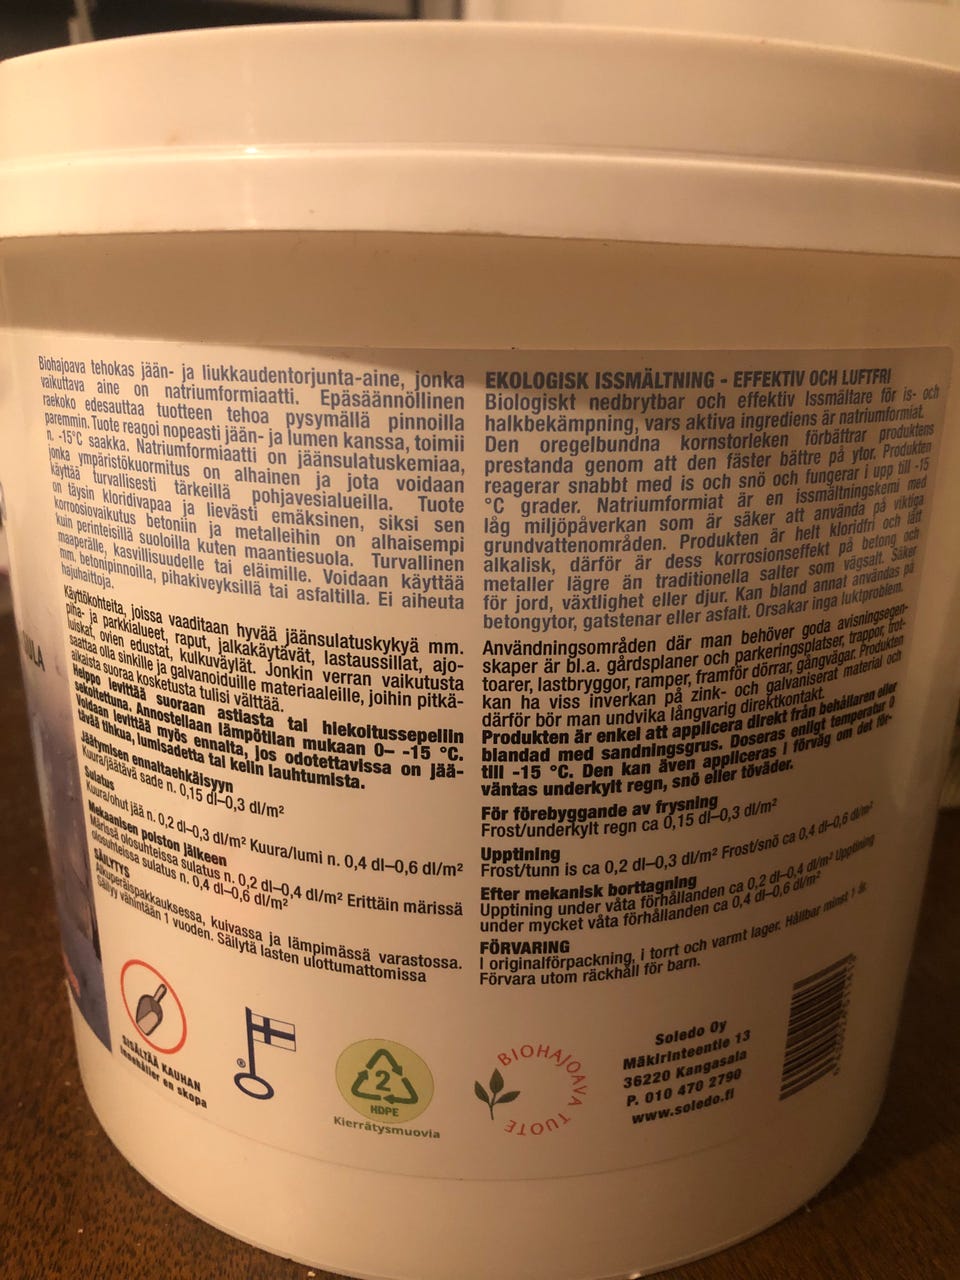 Biohajoava tehokas jään- ja liukkaudentorjunta-aine, jonka
vaikuttava aine on natriumformiaatti. Epäsäännöllinen
raekoko edesauttaa tuotteen tehoa pysymällä pinnoilla
paremmin. Tuote reagoi nopeasti jään- ja lumen kanssa, toimii
n. -15°C saakka. Natriumformiaatti on jäänsulatuskemiaa,
jonka ympäristökuormitus on alhainen ja jota voidaan
käyttää turvallisesti tärkeillä pohjavesialueilla. Tuote
on täysin kloridivapaa ja lievästi emäksinen, siksi sen
korroosiovaikutus betoniin ja metalleihin on alhaisempi
kuin perinteisillä suoloilla kuten maantiesuola. Turvallinen
maaperälle, kasvillisuudelle tai eläimille. Voidaan käyttää
mm. betonipinnoilla, pihakiveyksillä tai asfaltilla. Ei aiheuta
hajuhaittoja.
Käyttökohteita, joissa vaaditaan hyvää jäänsulatuskykyä mm.
piha- ja parkkialueet, raput, jalkakäytävät, lastaussillat, ajo-
luiskat, ovien edustat, kulkuväylät. Jonkin verran vaikutusta
saattaa olla sinkille ja galvanoiduille materiaaleille, joihin pitkä-
aikaista suoraa kosketusta tulisi välttää.
Helppo levittää suoraan astiasta tai hiekoitussepeliin
sekoitettuna. Annostellaan lämpötilan mukaan 0– -15 °C.
Voidaan levittää myös ennalta, jos odotettavissa on jää-
tävää tihkua, lumisadetta tai kelin lauhtumista.
Jäätymisen ennaltaehkäisyyn
Kuura/jäätävä sade n. 0,15 dl–0,3 dl/m²
Sulatus
Kuura/ohut jää n. 0,2 dl–0,3 dl/m² Kuura/lumi n. 0,4 dl–0,6 dl/m²
Mekaanisen poiston jälkeen
Märissä olosuhteissa sulatus n. 0,2 dl–0,4 dl/m² Erittäin märissä
olosuhteissa sulatus n. 0,4 dl–0,6 dl/m²
SÄILYTYS
Alkuperäispakkauksessa, kuivassa ja lämpimässä varastossa.
Säilyy vähintään 1 vuoden. Säilytä lasten ulottumattomissa
SISÄLTÄÄ KAUHAN
Innehåller en skopa
EKOLOGISK ISSMÄLTNING - EFFEKTIV OCH LUFTFRI
Biologiskt nedbrytbar och effektiv Issmältare för is- och
halkbekämpning, vars aktiva ingrediens är natriumformiat.
Den oregelbundna kornstorleken förbättrar produktens
prestanda genom att den fäster bättre på ytor. Produkten
reagerar snabbt med is och snö och fungerar i upp till -15
°C grader. Natriumformiat är en issmältningskemi med
låg miljöpåverkan som är säker att använda på viktiga
grundvattenområden. Produkten är helt kloridfri och lätt
alkalisk, därför är dess korrosionseffekt på betong och
metaller lägre än traditionella salter som vägsalt. Säker
för jord, växtlighet eller djur. Kan bland annat användas på
betongytor, gatstenar eller asfalt. Orsakar inga luktproblem.
Användningsområden där man behöver goda avisningsegen-
skaper är bl.a. gårdsplaner och parkeringsplatser, trappor, trot-
toarer, lastbryggor, ramper, framför dörrar, gångvägar. Produkten
kan ha viss inverkan på zink- och galvaniserat material och
därför bör man undvika långvarig direktkontakt.
Produkten är enkel att applicera direkt från behållaren eller
blandad med sandningsgrus. Doseras enligt temperatur 0
till -15 °C. Den kan även appliceras i förväg om det för-
väntas underkylt regn, snö eller töväder.
För förebyggande av frysning
Frost/underkylt regn ca 0,15 dl–0,3 dl/m²
Upptining
Frost/tunn is ca 0,2 dl–0,3 dl/m² Frost/snö ca 0,4 dl–0,6 dl/m²
Efter mekanisk borttagning
Upptining under våta förhållanden ca 0,2 dl–0,4 dl/m² Upptining
under mycket våta förhållanden ca 0,4 dl–0,6 dl/m²
FÖRVARING
I originalförpackning, i torrt och varmt lager. Hållbar minst 1 år.
Förvara utom räckhåll för barn.
®
2
HDPE
Kierrätysmuovia
BIOHAJOAVA TUOTE
Soledo Oy
Mäkirinteentie 13
36220 Kangasala
P. 010 470 2790
www.soledo.fi